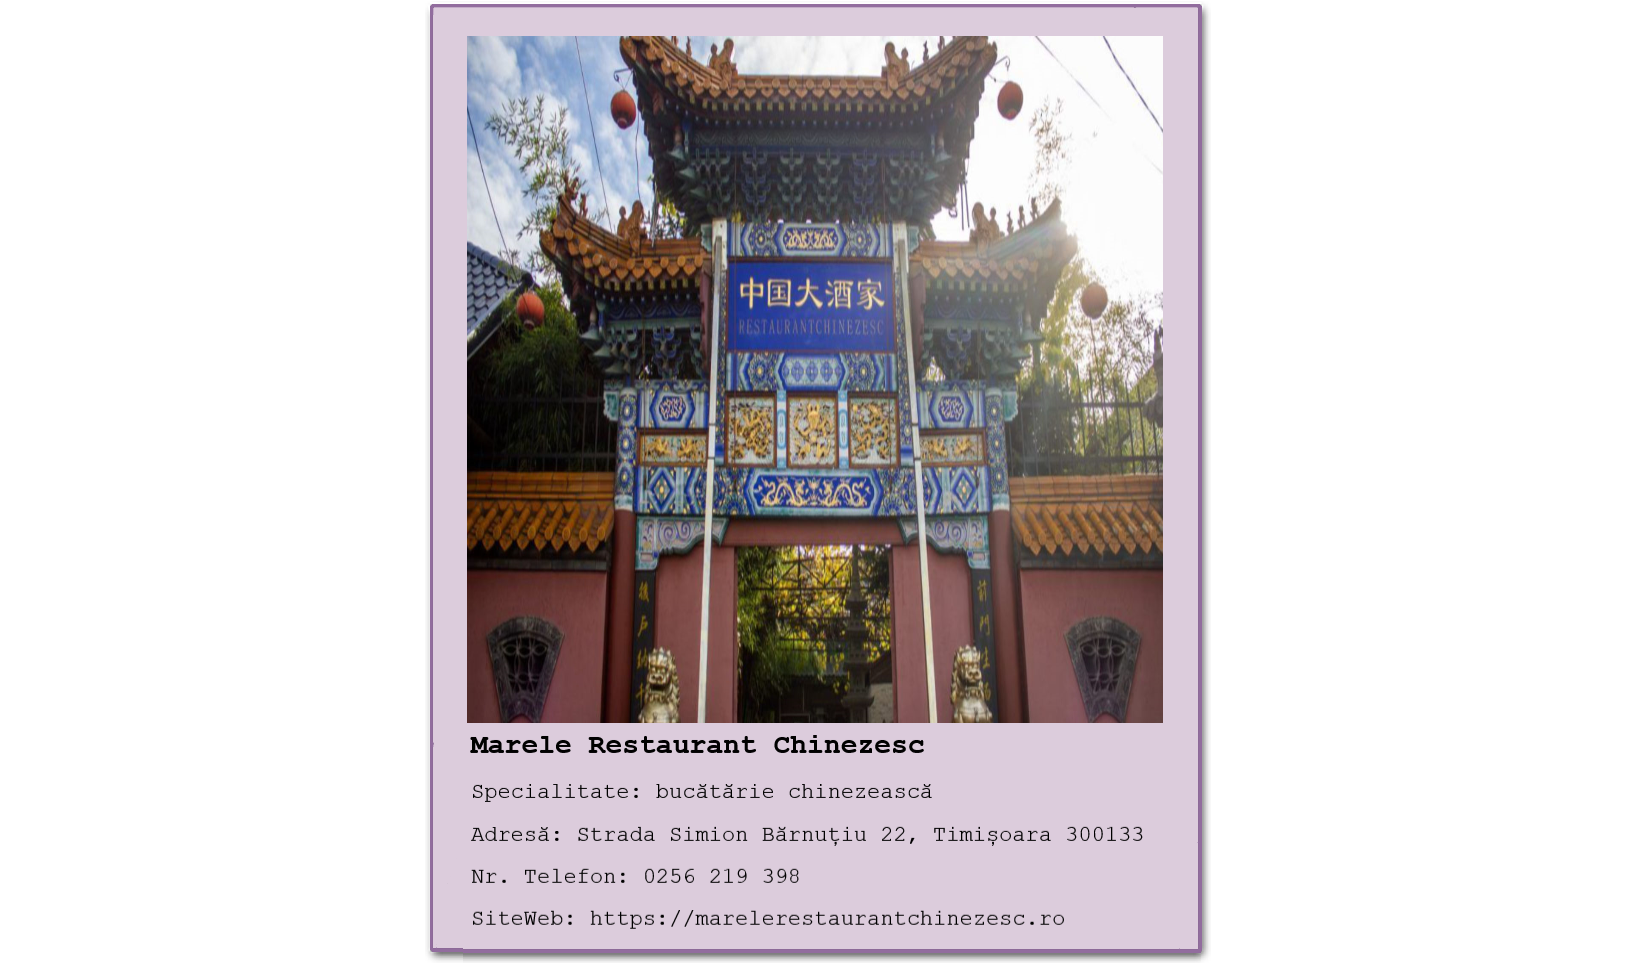 中国大酒家
RESTAURANTCHINEZESC
Marele Restaurant Chinezesc
Specialitate: bucătărie chinezească
Adresă: Strada Simion Bărnuțiu 22, Timișoara 300133
Nr. Telefon: 0256 219 398
SiteWeb: https://marelerestaurantchinezesc.ro